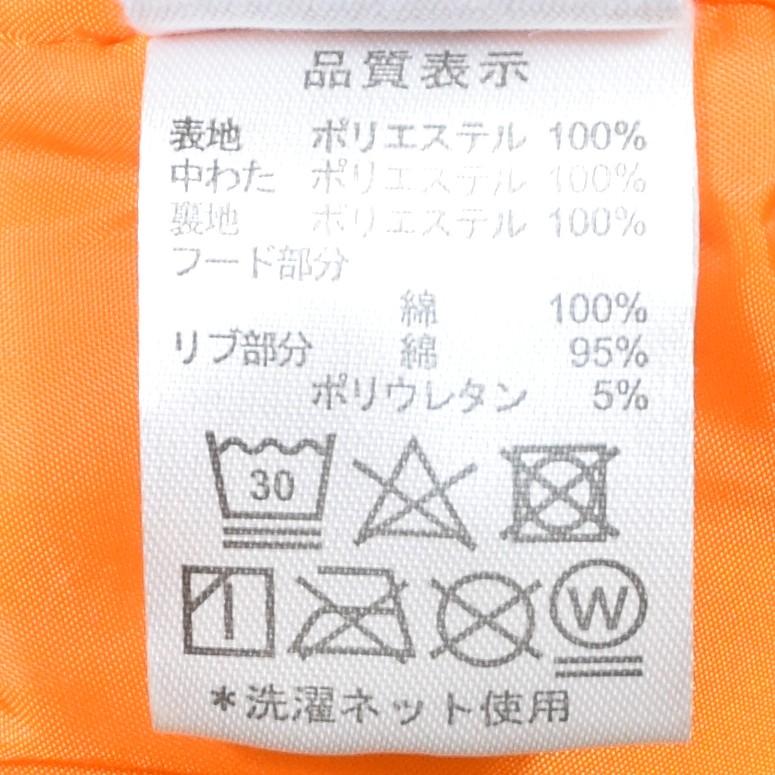 品質表示
表地 ポリエステル 100%
中わた ポリエステル 100%
裏地 ポリエステル 100%
フード部分
綿 100%
リブ部分 綿 95%
ポリウレタン 5%
30
W
*洗濯ネット使用